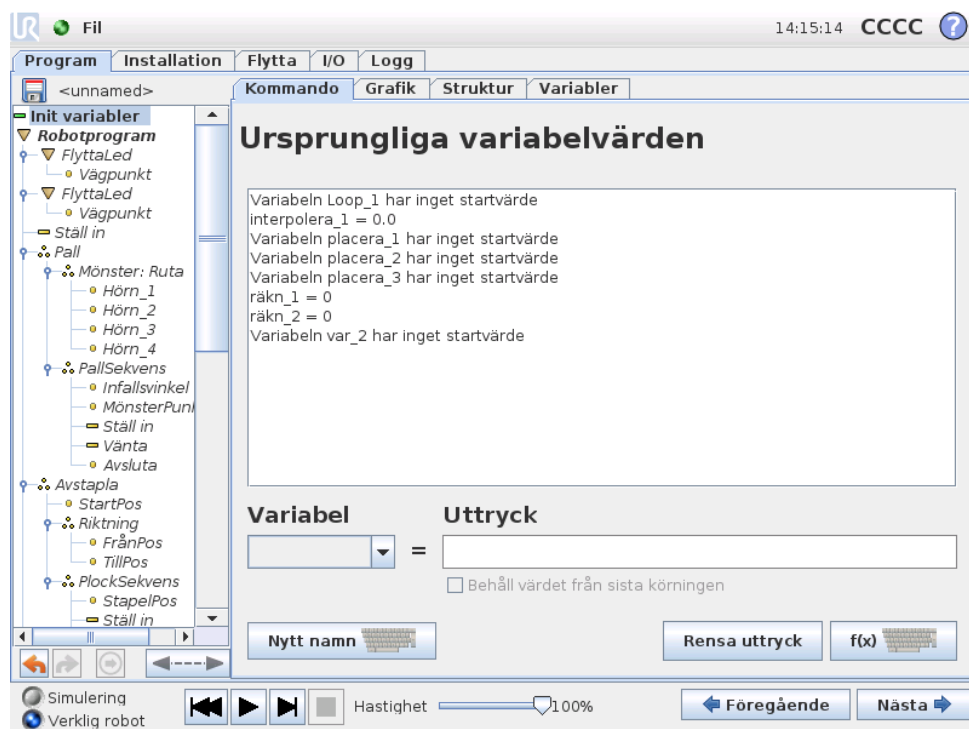 UR Fil 14:15:14 CCCC ?
Program Installation Flytta I/O Logg
<unnamed>
Kommando Grafik Struktur Variabler
Init variabler
Robotprogram
FlyttaLed
Vägpunkt
FlyttaLed
Vägpunkt
Ställ in
Pall
Mönster: Ruta
Hörn_1
Hörn_2
Hörn_3
Hörn_4
PallSekvens
Infallsvinkel
MönsterPunk
Ställ in
Vänta
Avsluta
Avstapla
StartPos
Riktning
FrånPos
TillPos
PlockSekvens
StapelPos
Ställ in
Ursprungliga variabelvärden
Variabeln Loop_1 har inget startvärde
interpolera_1 = 0.0
Variabeln placera_1 har inget startvärde
Variabeln placera_2 har inget startvärde
Variabeln placera_3 har inget startvärde
räkn_1 = 0
räkn_2 = 0
Variabeln var_2 har inget startvärde
Variabel Uttryck
=
Behåll värdet från sista körningen
Nytt namn Rensa uttryck f(x)
Simulering
Verklig robot
Hastighet 100%
Föregående Nästa